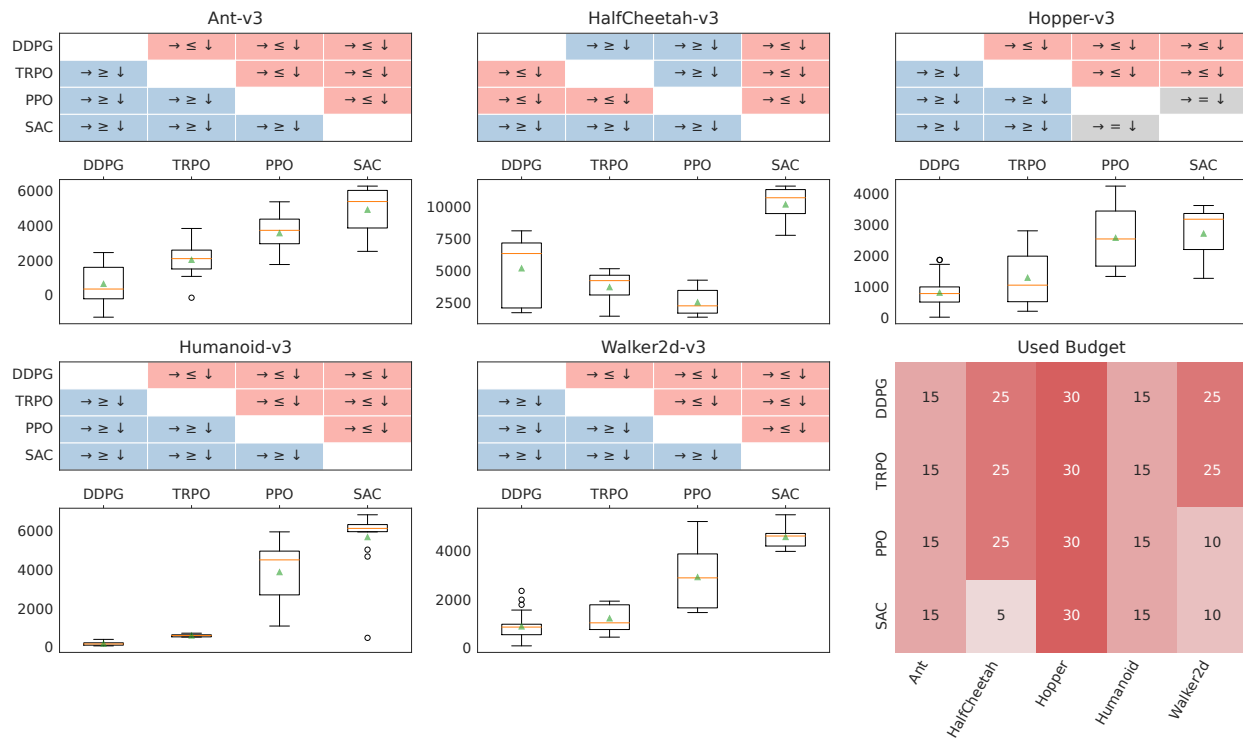 Ant-v3
DDPG → ≤ ↓ → ≤ ↓ → ≤ ↓
TRPO → ≥ ↓ → ≤ ↓ → ≤ ↓
PPO → ≥ ↓ → ≥ ↓ → ≤ ↓
SAC → ≥ ↓ → ≥ ↓ → ≥ ↓
DDPG TRPO PPO SAC
6000
4000
2000
0
HalfCheetah-v3
→ ≥ ↓ → ≥ ↓ → ≤ ↓
→ ≤ ↓ → ≥ ↓ → ≤ ↓
→ ≤ ↓ → ≤ ↓ → ≤ ↓
→ ≥ ↓ → ≥ ↓ → ≥ ↓
DDPG TRPO PPO SAC
10000
7500
5000
2500
Hopper-v3
→ ≤ ↓ → ≤ ↓ → ≤ ↓
→ ≥ ↓ → ≤ ↓ → ≤ ↓
→ ≥ ↓ → ≥ ↓ → = ↓
→ ≥ ↓ → ≥ ↓ → = ↓
DDPG TRPO PPO SAC
4000
3000
2000
1000
0
Humanoid-v3
DDPG → ≤ ↓ → ≤ ↓ → ≤ ↓
TRPO → ≥ ↓ → ≤ ↓ → ≤ ↓
PPO → ≥ ↓ → ≥ ↓ → ≤ ↓
SAC → ≥ ↓ → ≥ ↓ → ≥ ↓
DDPG TRPO PPO SAC
6000
4000
2000
0
Walker2d-v3
→ ≤ ↓ → ≤ ↓ → ≤ ↓
→ ≥ ↓ → ≤ ↓ → ≤ ↓
→ ≥ ↓ → ≥ ↓ → ≤ ↓
→ ≥ ↓ → ≥ ↓ → ≥ ↓
DDPG TRPO PPO SAC
4000
2000
0
Used Budget
DDPG 15 25 30 15 25
TRPO 15 25 30 15 25
PPO 15 25 30 15 10
SAC 15 5 30 15 10
Ant HalfCheetah Hopper Humanoid Walker2d